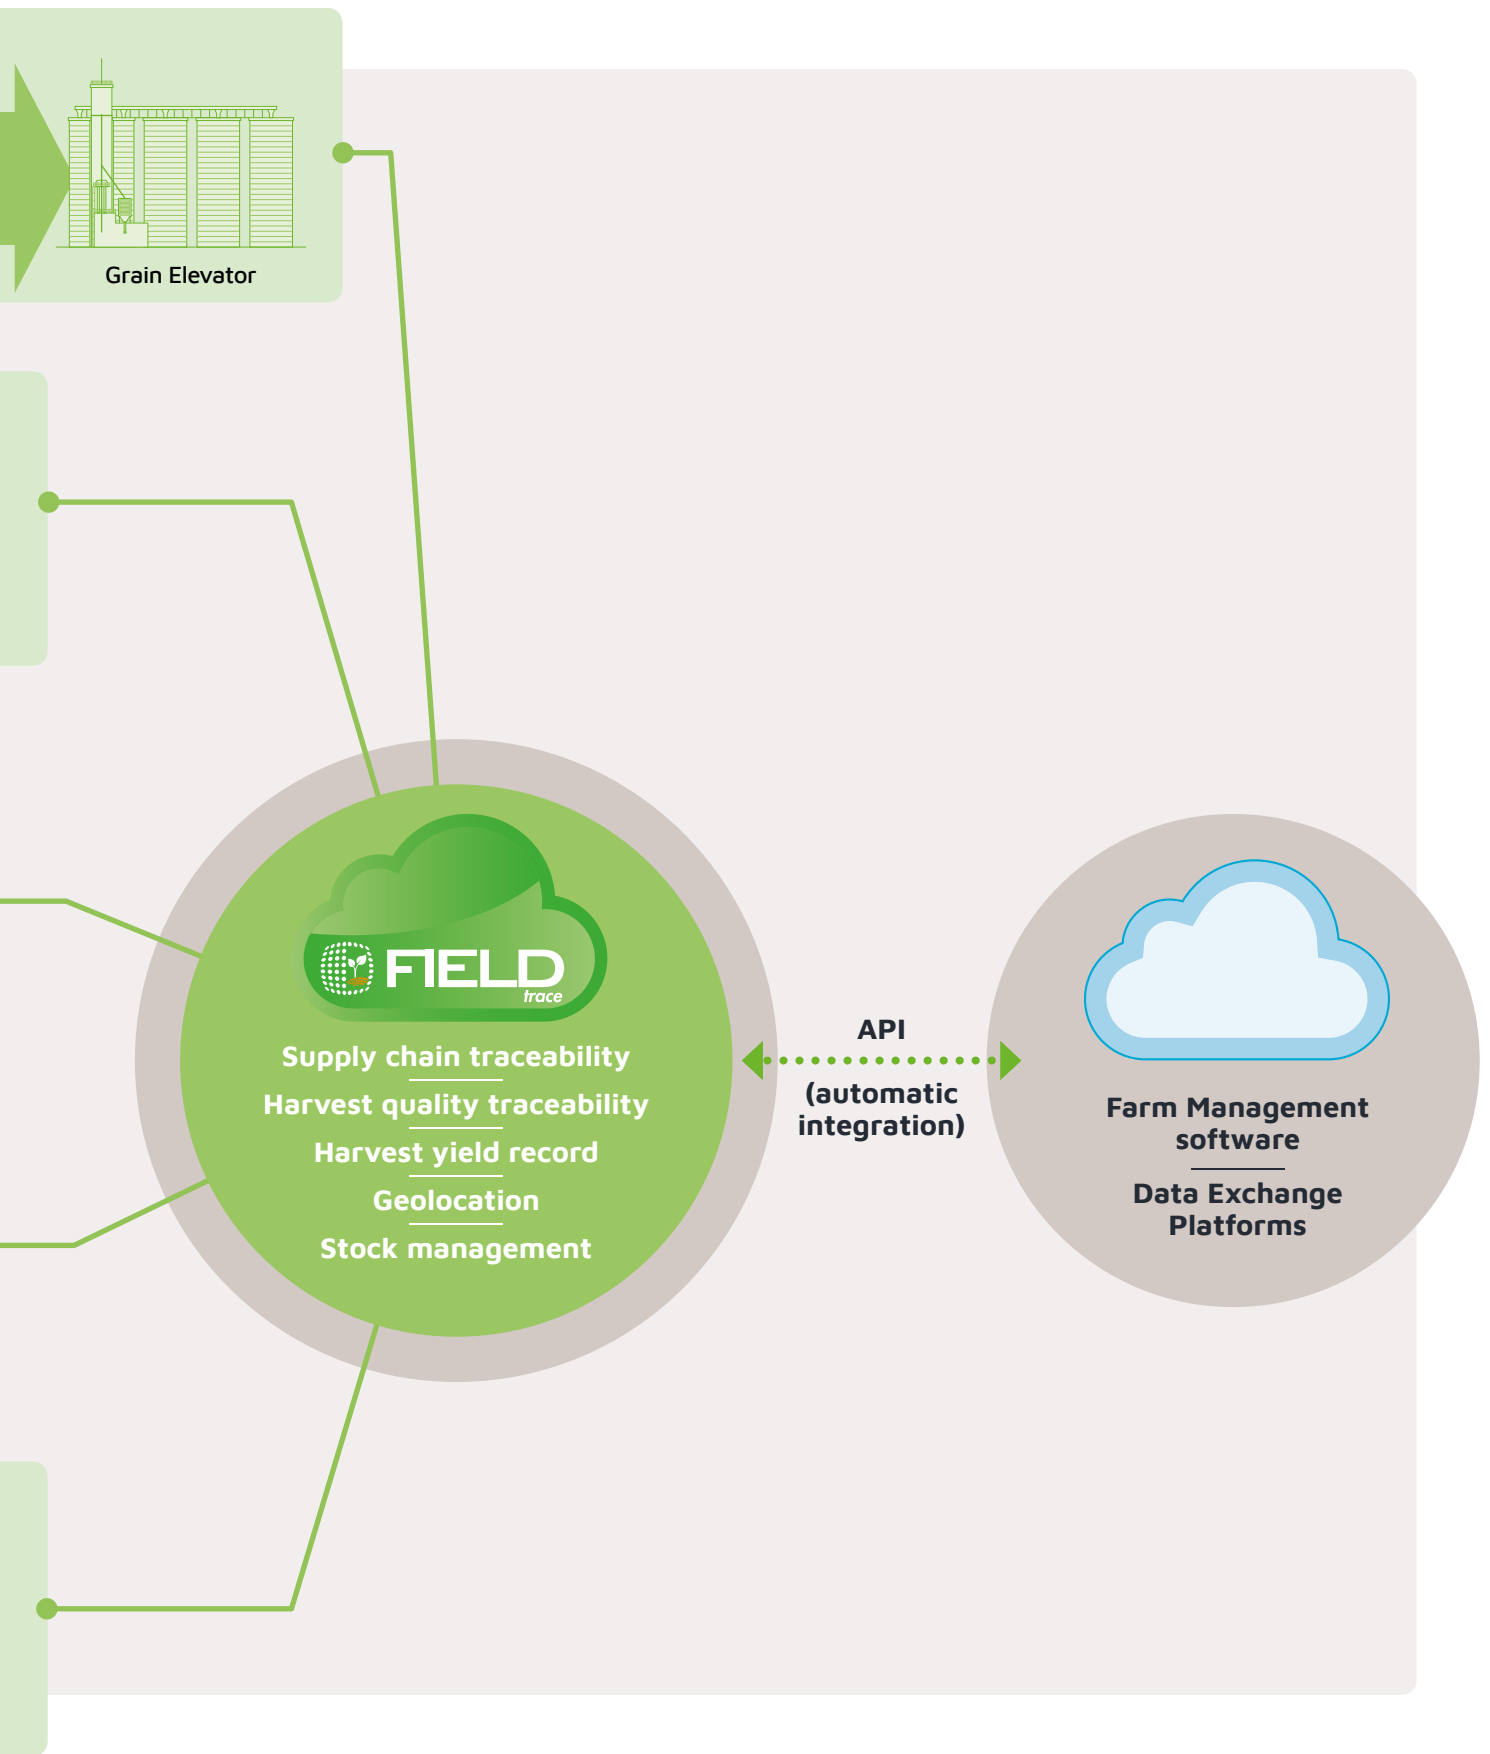 Grain Elevator
FIELD
trace
Supply chain traceability
Harvest quality traceability
Harvest yield record
Geolocation
Stock management
API
(automatic
integration)
Farm Management
software
Data Exchange
Platforms